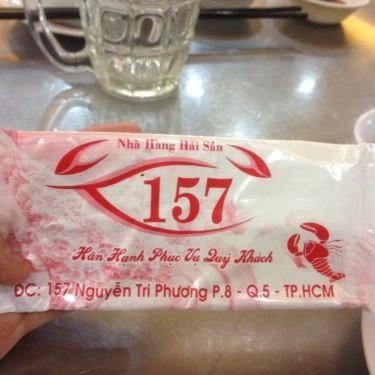 Nhà Hàng Hải Sản
157
Hân Hạnh Phục Vụ Quý Khách
ĐC: 157 Nguyễn Tri Phương P.8 - Q.5 - TP.HCM